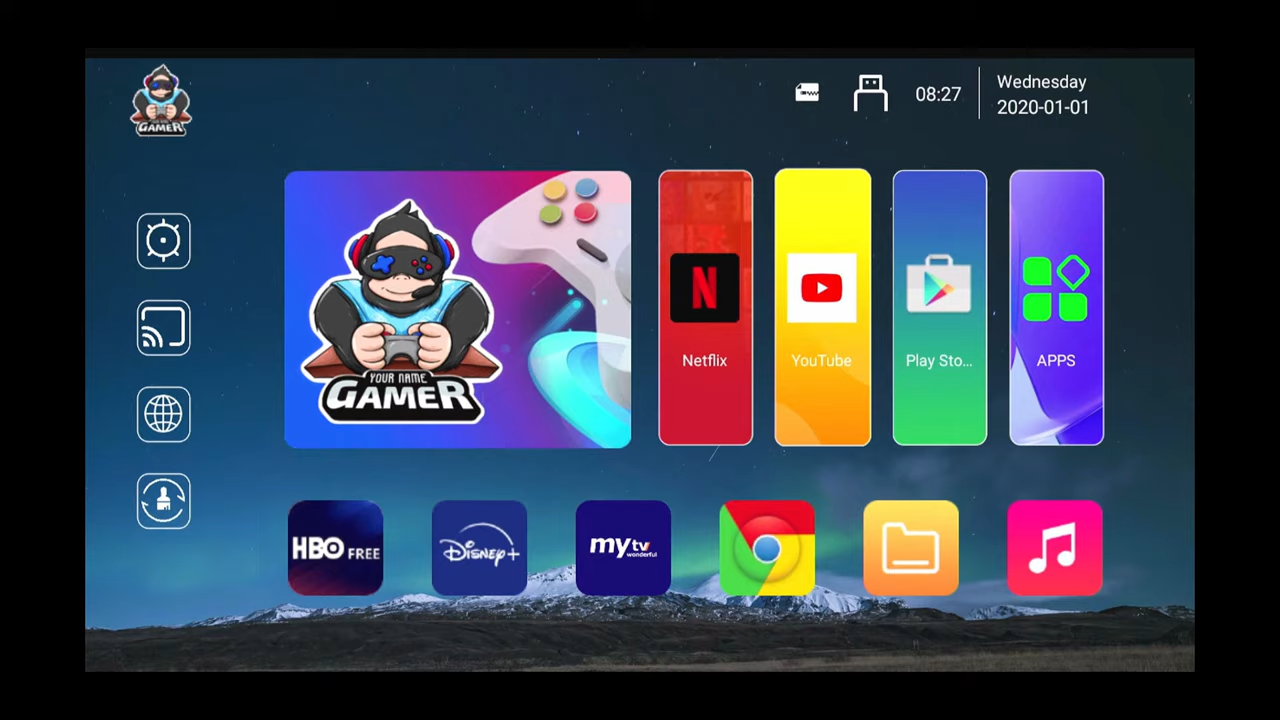 GAMER
08:27
Wednesday
2020-01-01
YOUR NAME
GAMER
N
Netflix
YouTube
Play Sto...
APPS
HBO FREE
Disney+
mytv
wonderful